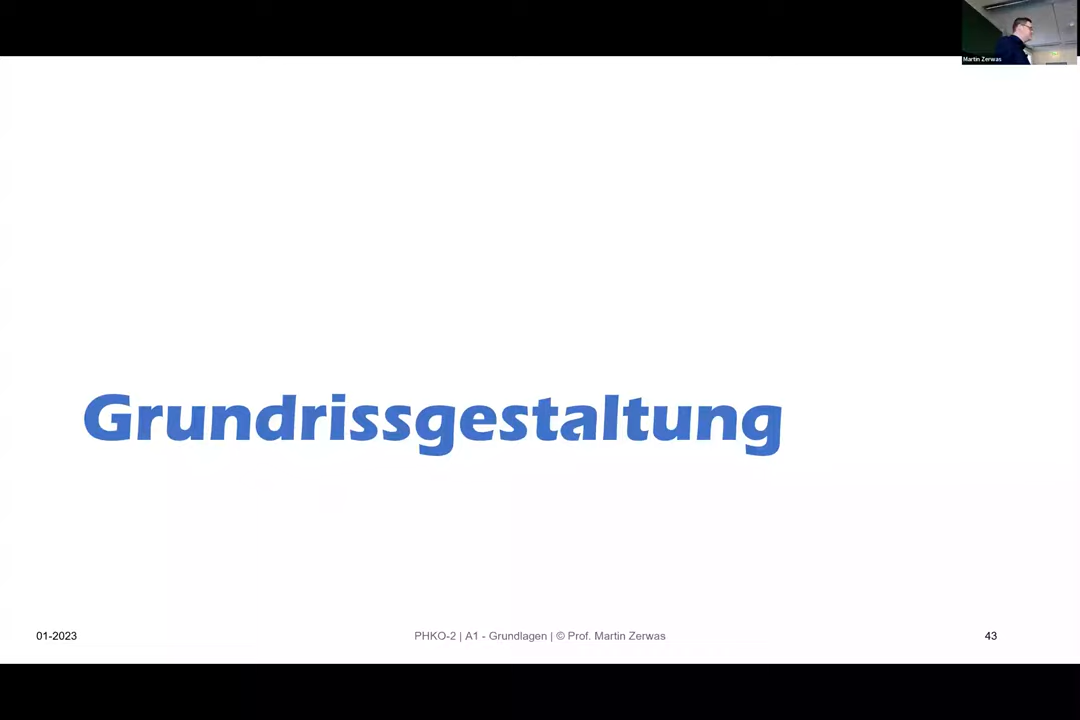 Martin Zerwas
Grundrissgestaltung
01-2023
PHKO-2 | A1 - Grundlagen | © Prof. Martin Zerwas
43